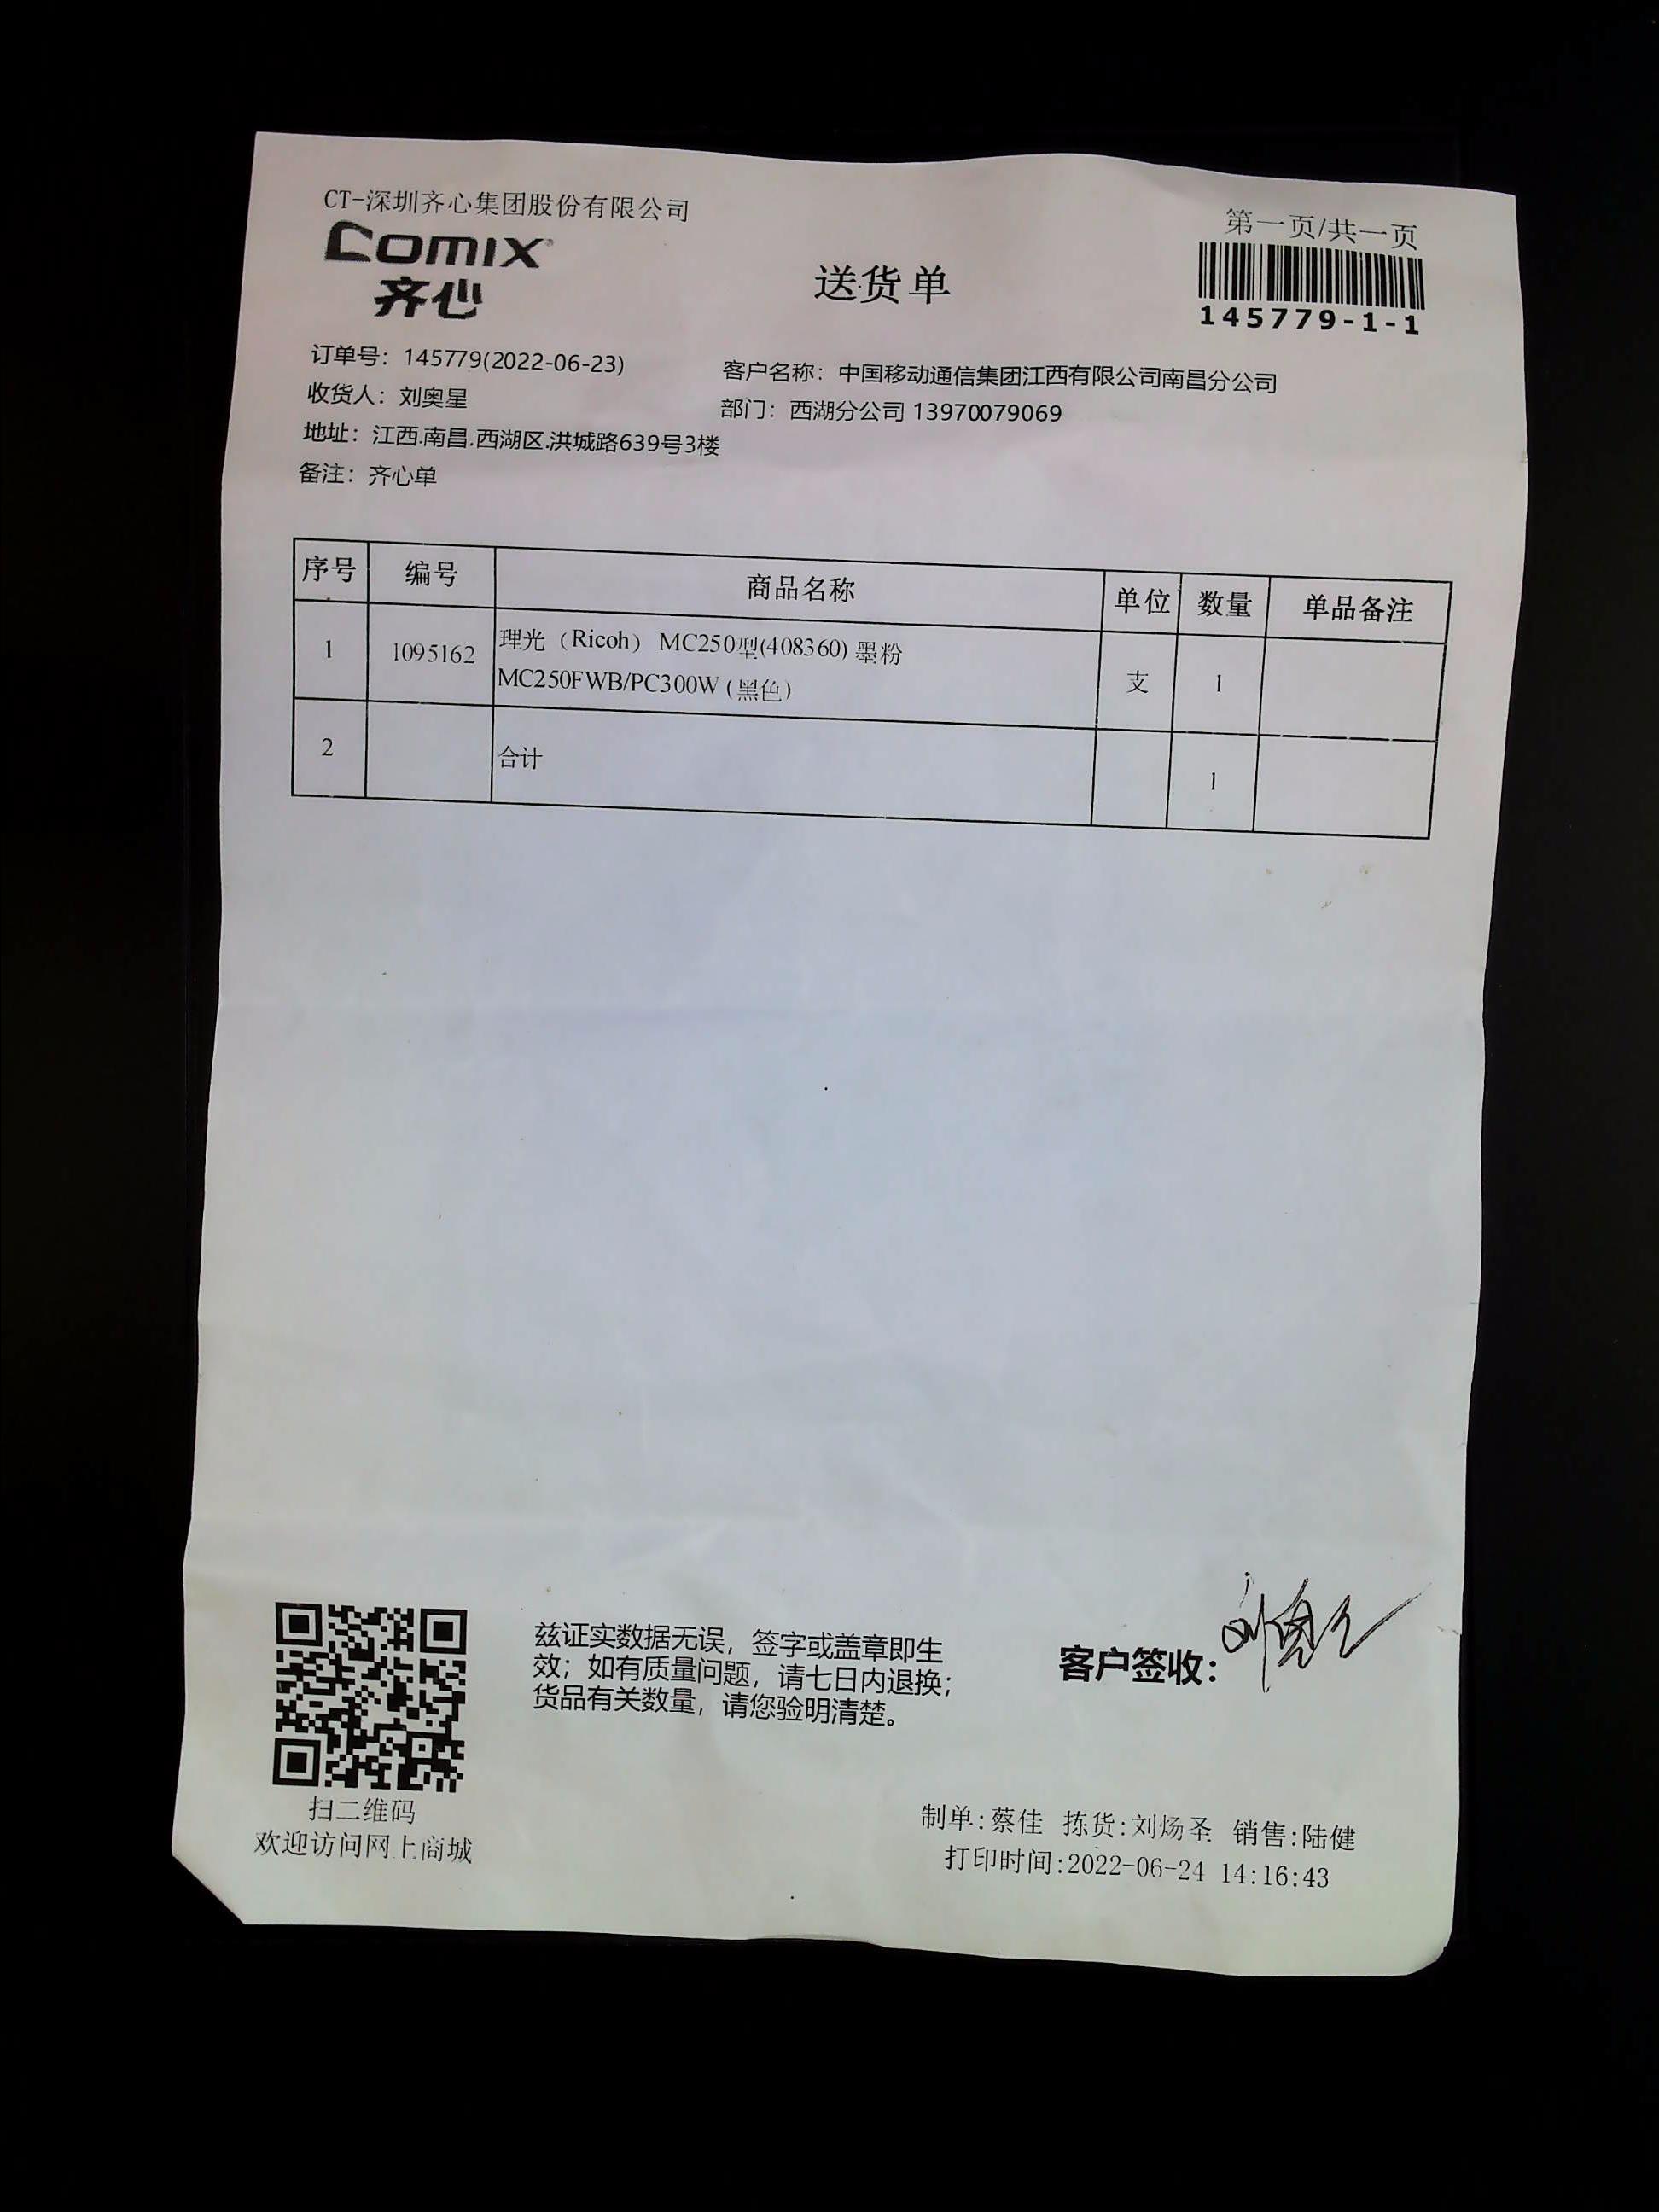 CT-深圳齐心集团股份有限公司
第一页/共一页
comix
齐心
送货单
145779-1-1
订单号：145779(2022-06-23)
客户名称：中国移动通信集团江西有限公司南昌分公司
收货人：刘奥星
部门：西湖分公司 13970079069
地址：江西.南昌.西湖区.洪城路639号3楼
备注：齐心单
序号 编号 商品名称 单位 数量 单品备注
1 1095162 理光（Ricoh） MC250型(408360) 墨粉 支 1
MC250FWB/PC300W (黑色)
2 合计 1
兹证实数据无误，签字或盖章即生
效；如有质量问题，请七日内退换；
货品有关数量，请您验明清楚。
客户签收：
扫二维码
欢迎访问网上商城
制单:蔡佳 拣货:刘炀圣 销售:陆健
打印时间:2022-06-24 14:16:43